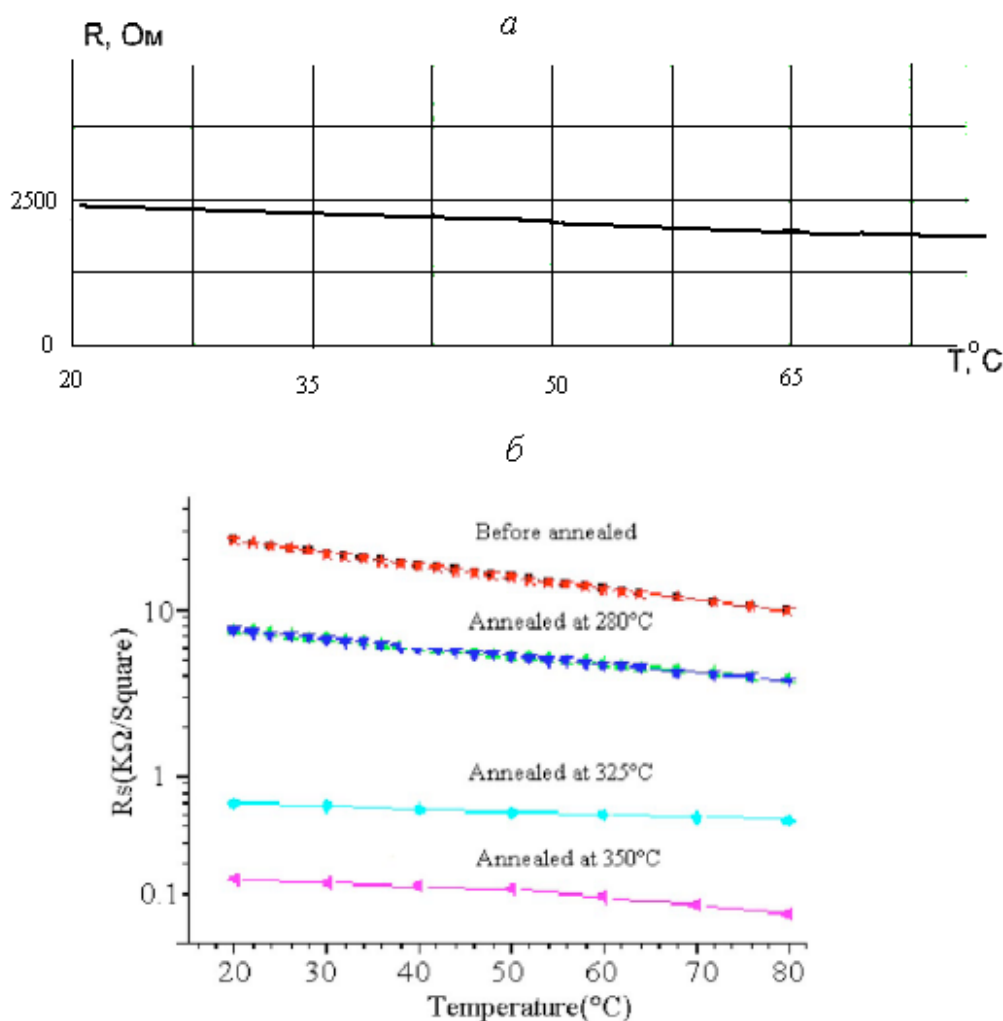 а
R, Ом
2500
0
20 35 50 65
T,°C
б
Before annealed
10
Annealed at 280°C
Rs(KΩ/Square)
1
Annealed at 325°C
Annealed at 350°C
0.1
20 30 40 50 60 70 80
Temperature(°C)